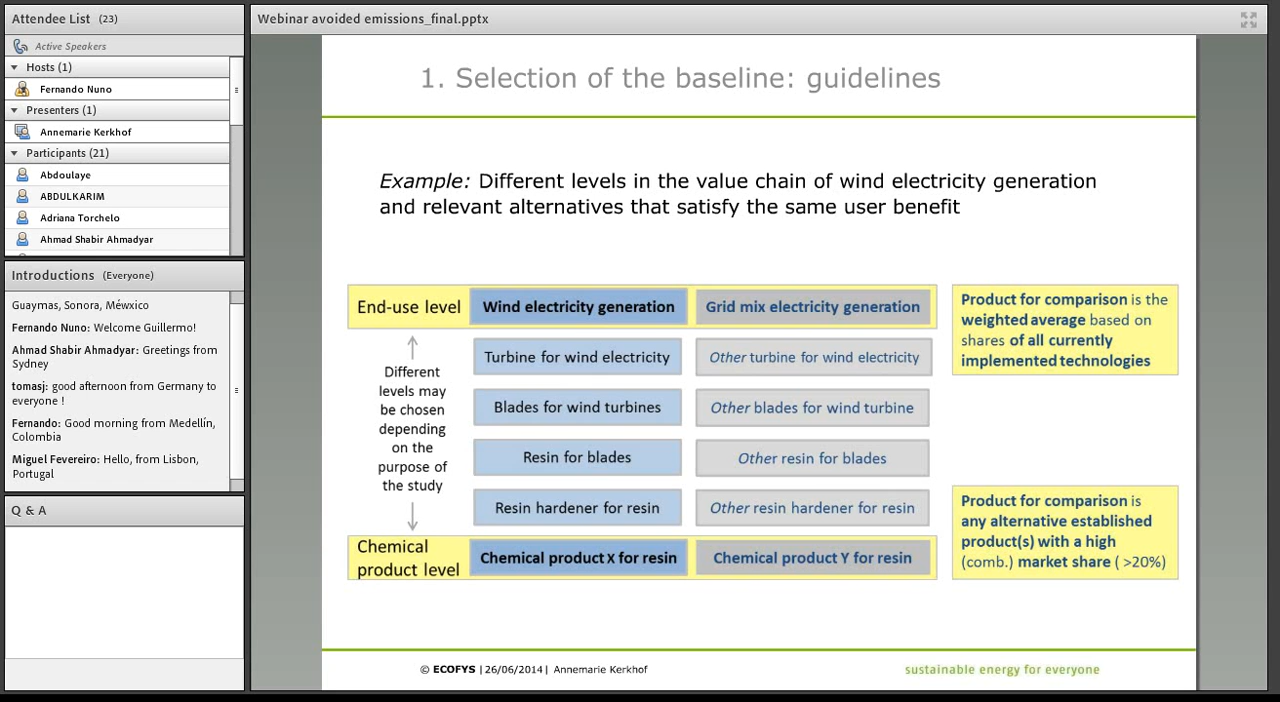 Attendee List (23)
Active Speakers
Hosts (1)
Fernando Nuno
Presenters (1)
Annemarie Kerkhof
Participants (21)
Abdoulaye
ABDULKARIM
Adriana Torchelo
Ahmad Shabir Ahmadyar
Introductions (Everyone)
Guaymas, Sonora, Méwxico
Fernando Nuno: Welcome Guillermo!
Ahmad Shabir Ahmadyar: Greetings from
Sydney
tomasj: good afternoon from Germany to
everyone !
Fernando: Good morning from Medellín,
Colombia
Miguel Fevereiro: Hello, from Lisbon,
Portugal
Q & A
Webinar avoided emissions_final.pptx
1. Selection of the baseline: guidelines
Example: Different levels in the value chain of wind electricity generation
and relevant alternatives that satisfy the same user benefit
End-use level
Wind electricity generation
Grid mix electricity generation
Turbine for wind electricity
Other turbine for wind electricity
Blades for wind turbines
Other blades for wind turbine
Resin for blades
Other resin for blades
Resin hardener for resin
Other resin hardener for resin
Different
levels may
be chosen
depending
on the
purpose of
the study
Chemical
product level
Chemical product X for resin
Chemical product Y for resin
Product for comparison is the
weighted average based on
shares of all currently
implemented technologies
Product for comparison is
any alternative established
product(s) with a high
(comb.) market share ( >20%)
© ECOFYS | 26/06/2014 | Annemarie Kerkhof
sustainable energy for everyone